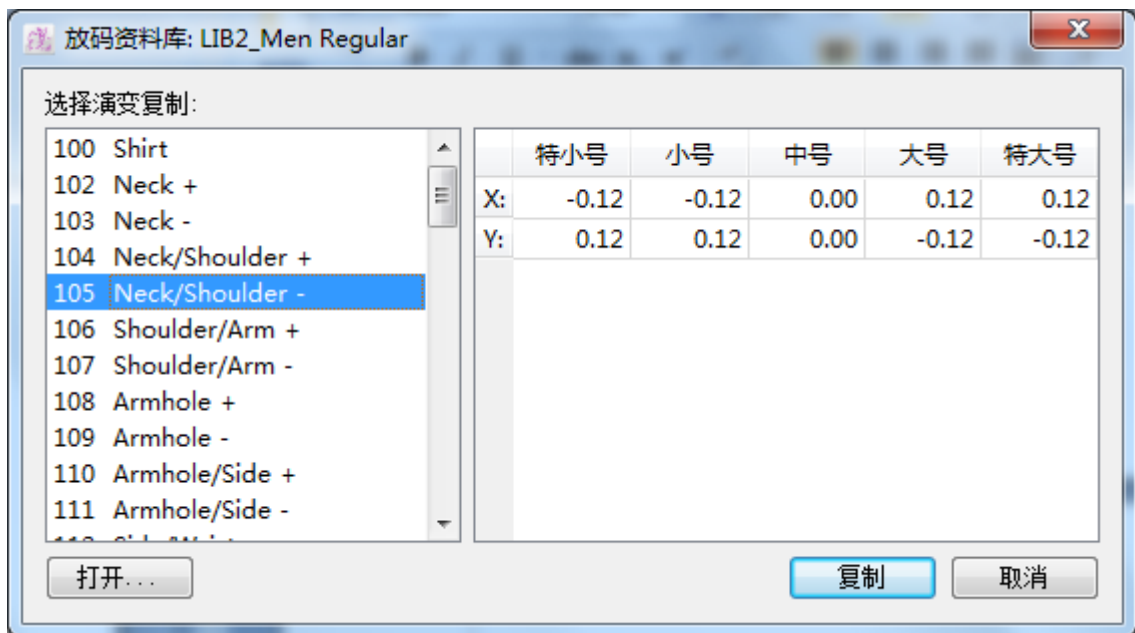 放码资料库: LIB2_Men Regular
选择演变复制:
100 Shirt
102 Neck +
103 Neck -
104 Neck/Shoulder +
105 Neck/Shoulder -
106 Shoulder/Arm +
107 Shoulder/Arm -
108 Armhole +
109 Armhole -
110 Armhole/Side +
111 Armhole/Side -
特小号 小号 中号 大号 特大号
X: -0.12 -0.12 0.00 0.12 0.12
Y: 0.12 0.12 0.00 -0.12 -0.12
打开... 复制 取消